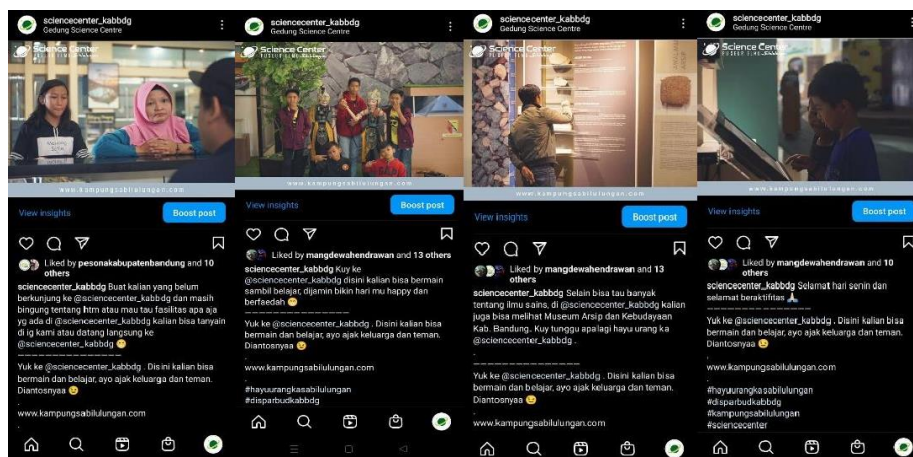 sciencecenter_kabbdg
Gedung Science Centre
Science Center
PUSPUP TIME
www.kampungsabilulungan.com
View insights
Boost post
Liked by pesonakabupatenbandung and 10
others
sciencecenter_kabbdg Buat kalian yang belum
berkunjung ke @sciencecenter_kabbdg dan masih
bingung tentang htm atau mau tau fasilitas apa aja
yg ada di @sciencecenter_kabbdg kalian bisa tanyain
di ig kami atau datang langsung ke
@sciencecenter_kabbdg 😁
————————————————
Yuk ke @sciencecenter_kabbdg . Disini kalian bisa
bermain dan belajar, ayo ajak keluarga dan teman.
Diantosnyaa 😉
.
www.kampungsabilulungan.com
.
sciencecenter_kabbdg
Gedung Science Centre
Science Center
www.kampungsabilulungan.com
View insights
Boost post
Liked by mangdewahendrawan and 13 others
sciencecenter_kabbdg Kuy ke
@sciencecenter_kabbdg disini kalian bisa bermain
sambil belajar, dijamin bikin hari mu happy dan
berfaedah 😁
————————————————
Yuk ke @sciencecenter_kabbdg . Disini kalian bisa
bermain dan belajar, ayo ajak keluarga dan teman.
Diantosnyaa 😉
.
www.kampungsabilulungan.com
.
#hayuurangkasabilulungan
#disparbudkabbdg
sciencecenter_kabbdg
Gedung Science Centre
Science Center
www.kampungsabilulungan.com
View insights
Boost post
Liked by mangdewahendrawan and 13
others
sciencecenter_kabbdg Selain bisa tau banyak
tentang ilmu sains, di @sciencecenter_kabbdg kalian
juga bisa melihat Museum Arsip dan Kebudayaan
Kab. Bandung. Kuy tunggu apalagi hayu urang ka
@sciencecenter_kabbdg .
.
————————————————
Yuk ke @sciencecenter_kabbdg . Disini kalian bisa
bermain dan belajar, ayo ajak keluarga dan teman.
Diantosnyaa 😉
.
www.kampungsabilulungan.com
sciencecenter_kabbdg
Gedung Science Centre
Science Center
www.kampungsabilulungan.com
View insights
Boost post
Liked by mangdewahendrawan and 10
others
sciencecenter_kabbdg Selamat hari senin dan
selamat beraktifitas 🙏
————————————————
Yuk ke @sciencecenter_kabbdg . Disini kalian bisa
bermain dan belajar, ayo ajak keluarga dan teman.
Diantosnyaa 😉
.
www.kampungsabilulungan.com
.
#hayuurangkasabilulungan
#disparbudkabbdg
#kampungsabilulungan
#sciencecenter